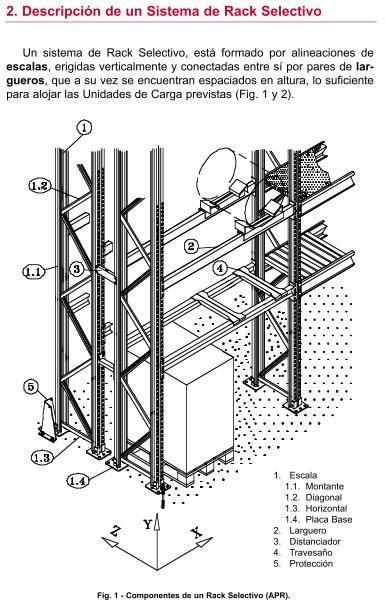 2. Descripción de un Sistema de Rack Selectivo
Un sistema de Rack Selectivo, está formado por alineaciones de
escalas, erigidas verticalmente y conectadas entre sí por pares de lar-
gueros, que a su vez se encuentran espaciados en altura, lo suficiente
para alojar las Unidades de Carga previstas (Fig. 1 y 2).
1
1.2
2
1.1
3
4
5
1.3
1.4
Z
Y
X
1. Escala
1.1. Montante
1.2. Diagonal
1.3. Horizontal
1.4. Placa Base
2. Larguero
3. Distanciador
4. Travesaño
5. Protección
Fig. 1 - Componentes de un Rack Selectivo (APR).